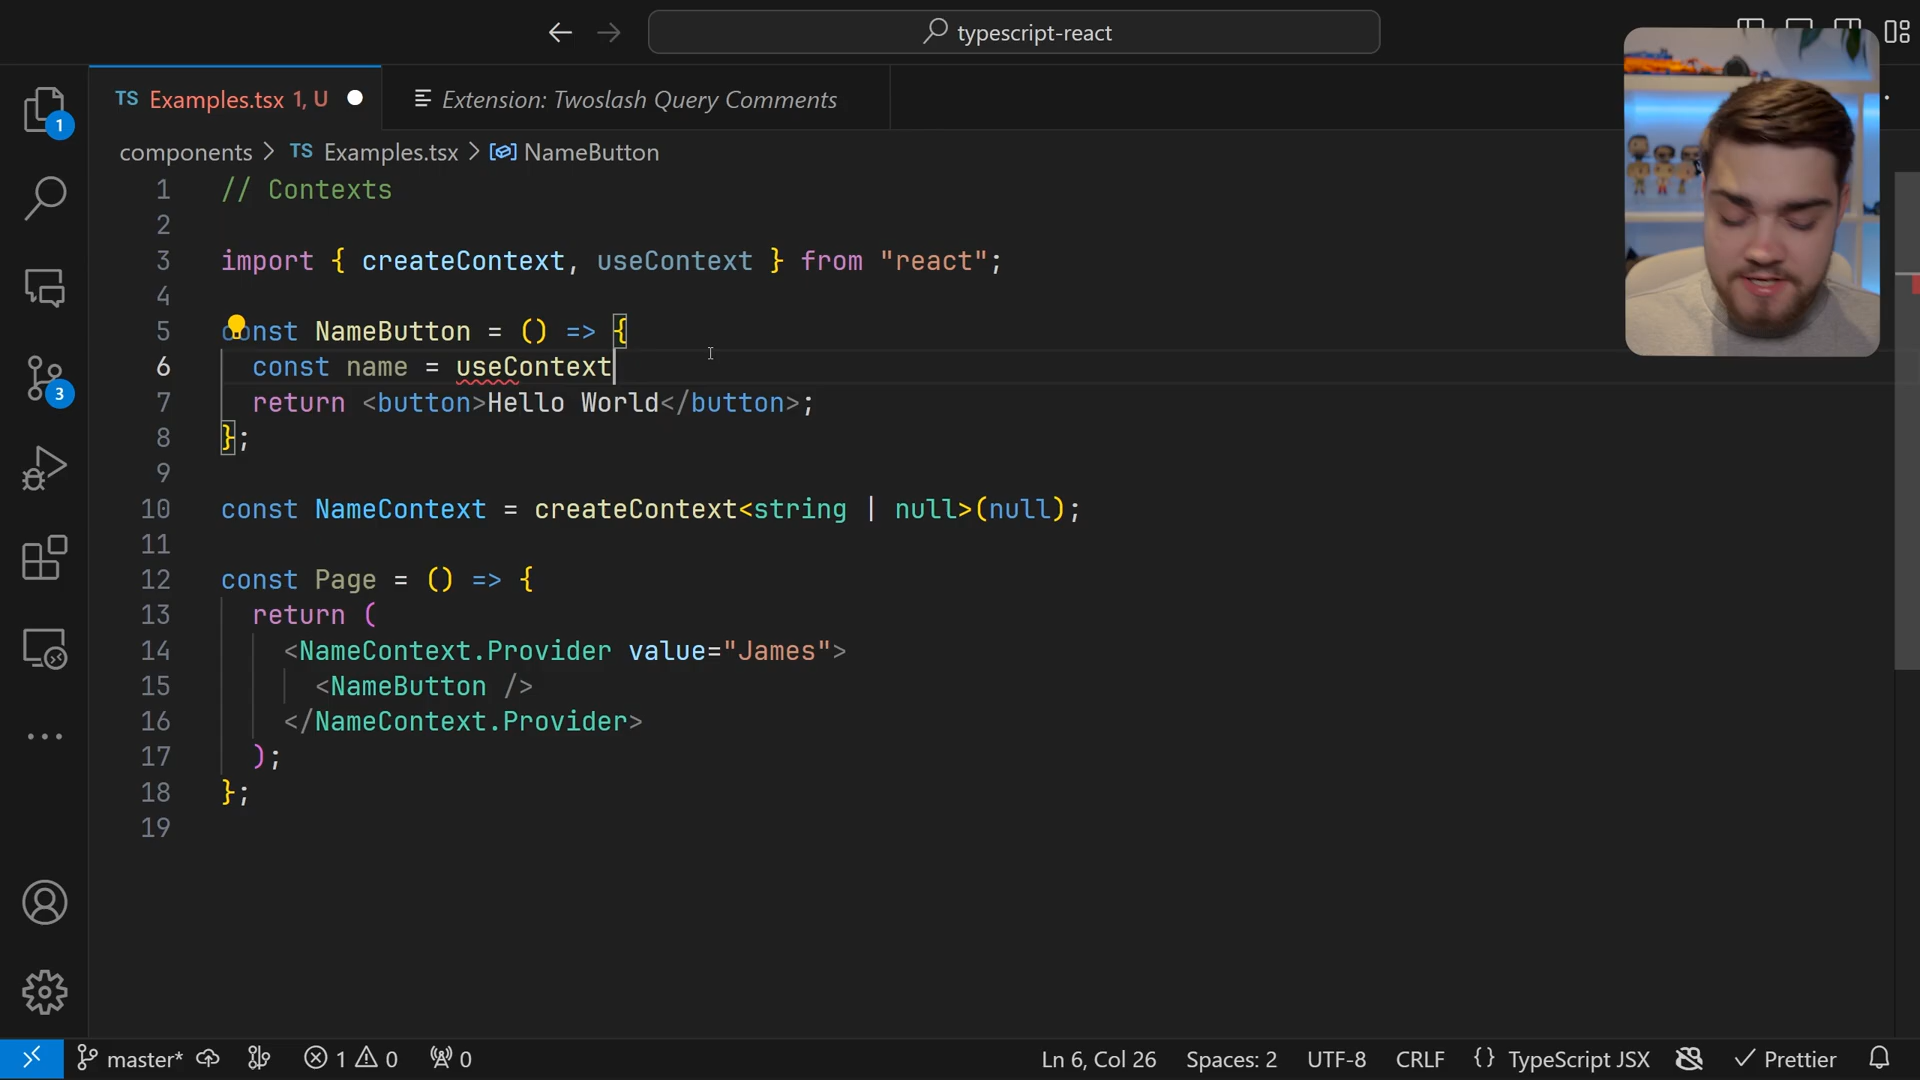 typescript-react
TS Examples.tsx 1, U
Extension: Twoslash Query Comments
components > TS Examples.tsx > NameButton
1 // Contexts
2
3 import { createContext, useContext } from "react";
4
5 const NameButton = () => {
6 const name = useContext
7 return <button>Hello World</button>;
8 };
9
10 const NameContext = createContext<string | null>(null);
11
12 const Page = () => {
13 return (
14 <NameContext.Provider value="James">
15 <NameButton />
16 </NameContext.Provider>
17 );
18 };
19
1
3
master* 1 0 0 Ln 6, Col 26 Spaces: 2 UTF-8 CRLF {} TypeScript JSX Prettier